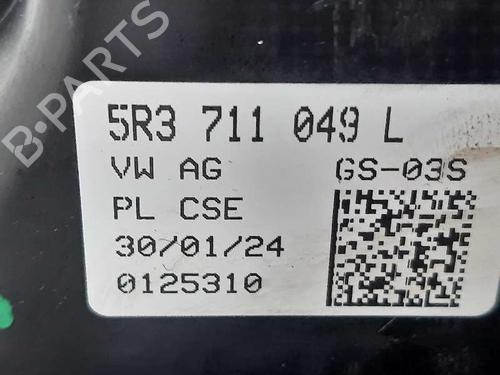 B-PARTS
5R3 711 049 L
VW AG GS-03S
PL CSE
30/01/24
0125310